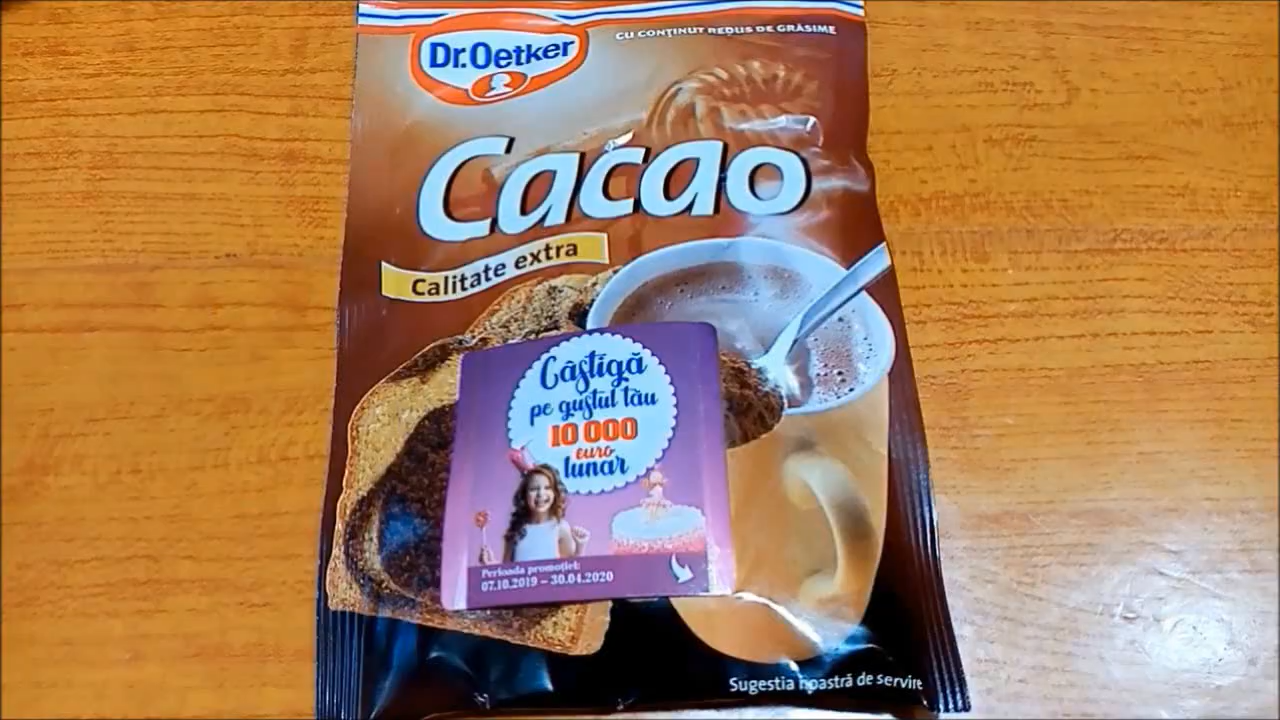 Dr.Oetker
CU CONȚINUT REDUS DE GRĂSIME
Cacao
Calitate extra
Câștigă
pe gustul tău
10 000
euro
lunar
Perioada promoției:
07.10.2019 – 30.04.2020
Sugestia noastră de servire